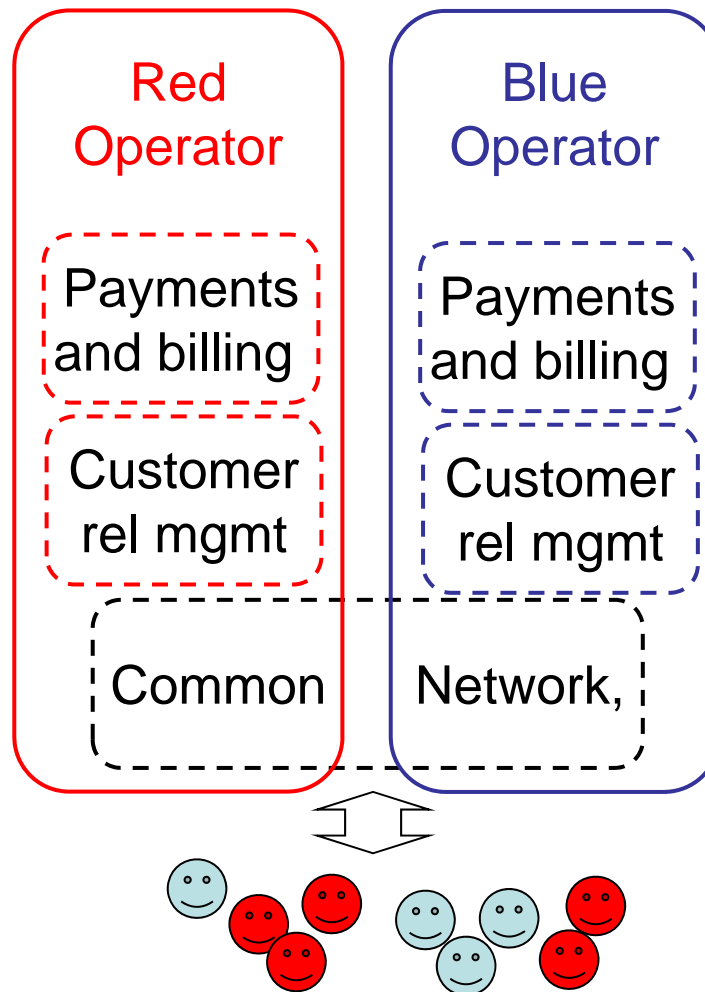 Red
Operator
Blue
Operator
Payments
and billing
Payments
and billing
Customer
rel mgmt
Customer
rel mgmt
Common Network,